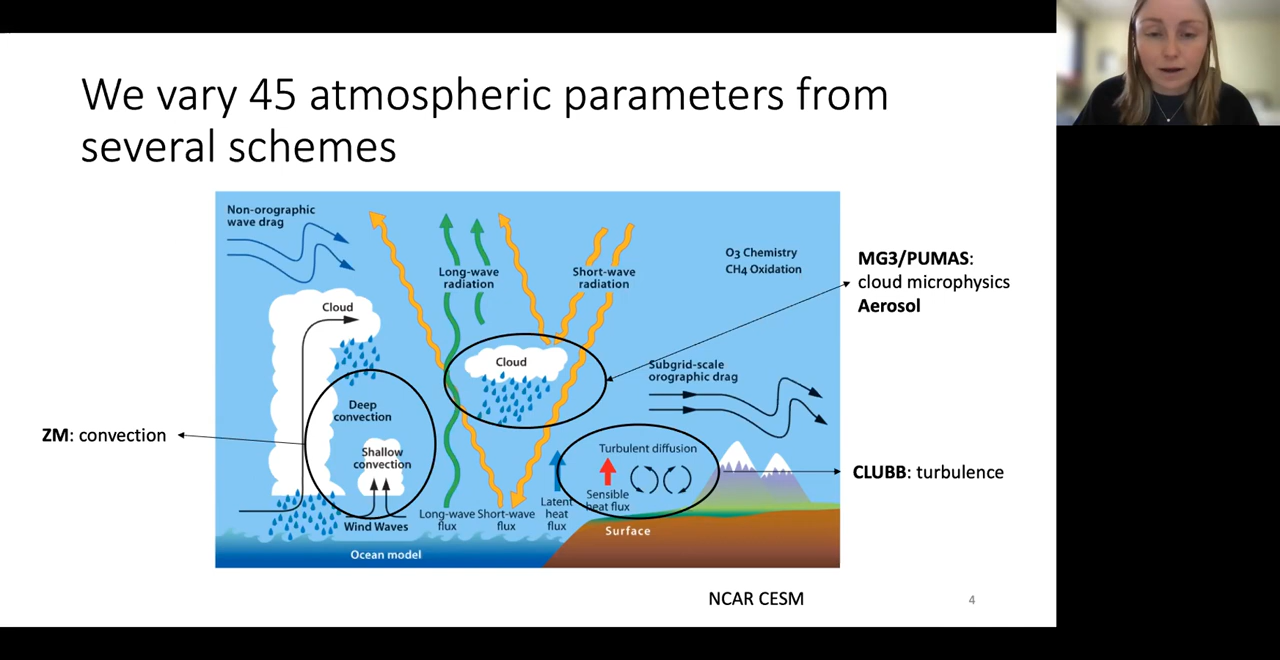 We vary 45 atmospheric parameters from
several schemes
Non-orographic
wave drag
Cloud
Long-wave
radiation
Short-wave
radiation
O3 Chemistry
CH4 Oxidation
MG3/PUMAS:
cloud microphysics
Aerosol
Cloud
Subgrid-scale
orographic drag
Deep
convection
ZM: convection
Shallow
convection
Turbulent diffusion
CLUBB: turbulence
Sensible
heat flux
Latent
heat
flux
Long-wave
flux
Short-wave
flux
Wind Waves
Surface
Ocean model
NCAR CESM
4